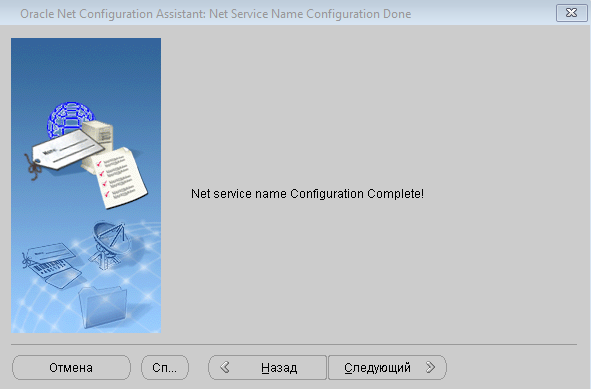 Oracle Net Configuration Assistant: Net Service Name Configuration Done
Net service name Configuration Complete!
Отмена
Сп...
Назад
Следующий